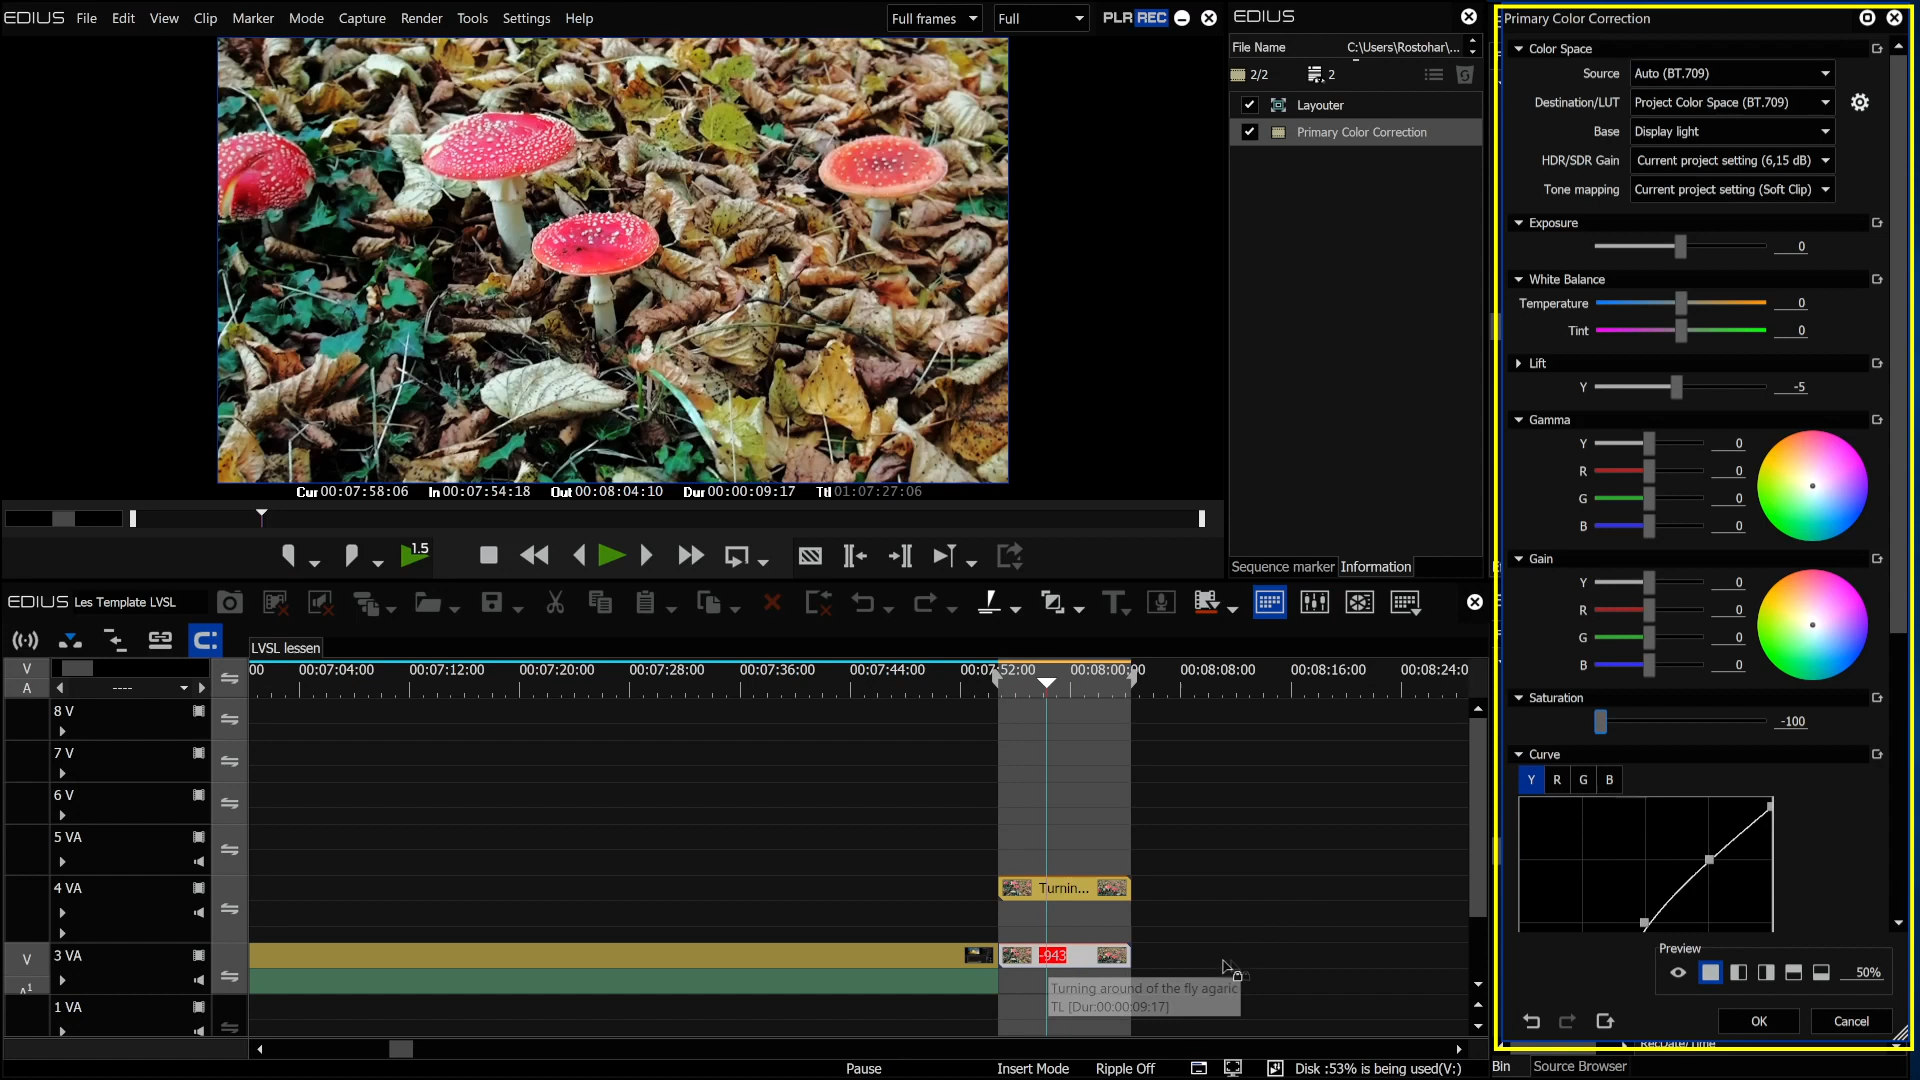 EDIUS File Edit View Clip Marker Mode Capture Render Tools Settings Help Full frames Full PLR REC
Cur 00:07:58:06 In 00:07:54:18 Out 00:08:04:10 Dur 00:00:09:17 Ttl 01:07:27:06
1.5
EDIUS
File Name C:\Users\Rostohar\...
2/2 2
Layouter
Primary Color Correction
Sequence marker Information
Primary Color Correction
Color Space
Source Auto (BT.709)
Destination/LUT Project Color Space (BT.709)
Base Display light
HDR/SDR Gain Current project setting (6,15 dB)
Tone mapping Current project setting (Soft Clip)
Exposure
0
White Balance
Temperature 0
Tint 0
Lift
Y -5
Gamma
Y 0
R 0
G 0
B 0
Gain
Y 0
R 0
G 0
B 0
Saturation
-100
Curve
Y R G B
Preview
50%
OK Cancel
Bin Source Browser
EDIUS Les Template LVSL
LVSL lessen
V
A ----
00 00:07:04:00 00:07:12:00 00:07:20:00 00:07:28:00 00:07:36:00 00:07:44:00 00:07:52:00 00:08:00:00 00:08:08:00 00:08:16:00 00:08:24:0
8 V
7 V
6 V
5 VA
4 VA
Turnin...
V 3 VA
-943
A1
Turning around of the fly agaric
TL [Dur:00:00:09:17]
1 VA
Pause Insert Mode Ripple Off Disk :53% is being used(V:)